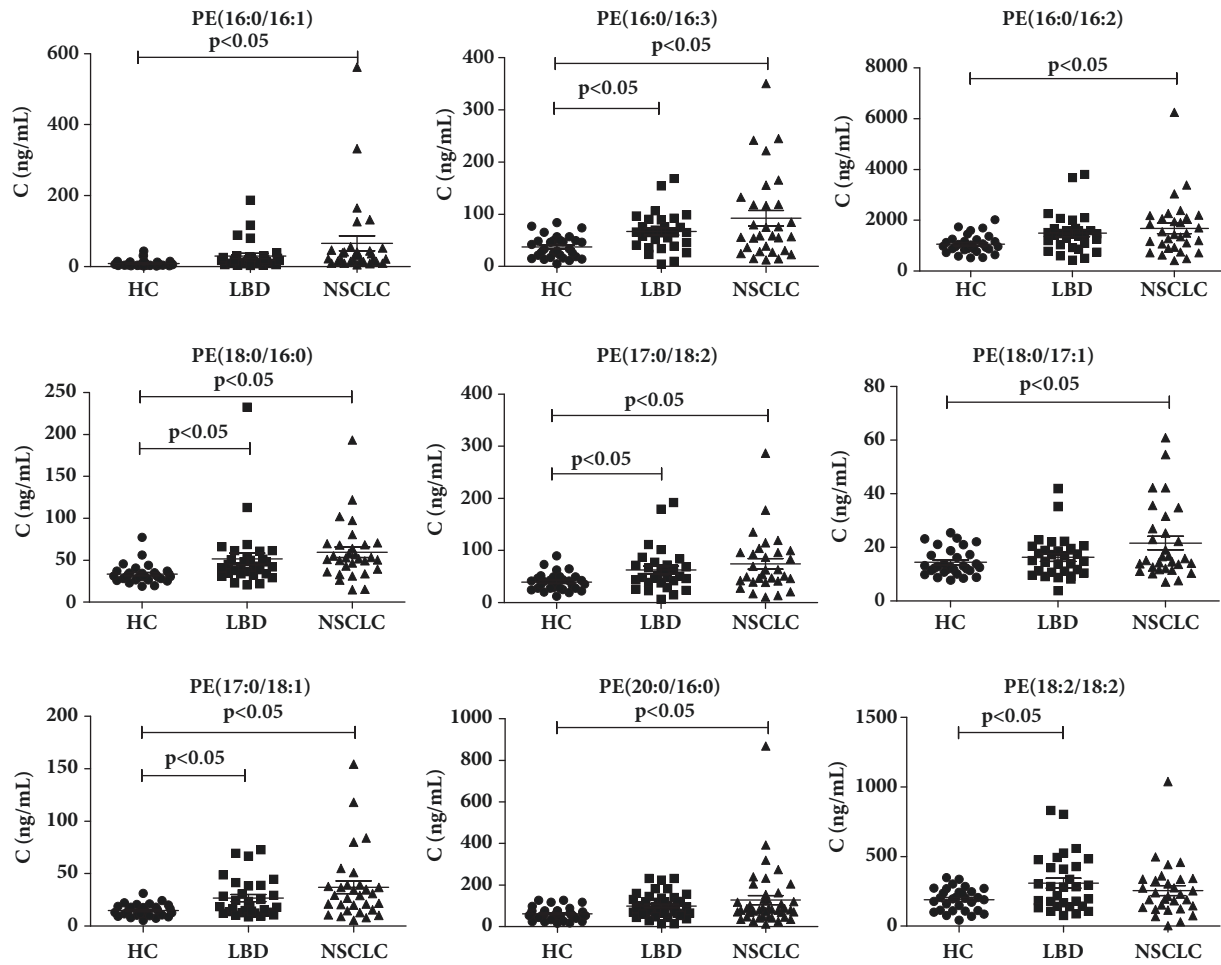 PE(16:0/16:1)
p<0.05
600
400
200
0
C (ng/mL)
HC LBD NSCLC
PE(16:0/16:3)
p<0.05
p<0.05
400
300
200
100
0
C (ng/mL)
HC LBD NSCLC
PE(16:0/16:2)
p<0.05
8000
6000
4000
2000
0
C (ng/mL)
HC LBD NSCLC
PE(18:0/16:0)
p<0.05
p<0.05
250
200
150
100
50
0
C (ng/mL)
HC LBD NSCLC
PE(17:0/18:2)
p<0.05
p<0.05
400
300
200
100
0
C (ng/mL)
HC LBD NSCLC
PE(18:0/17:1)
p<0.05
80
60
40
20
0
C (ng/mL)
HC LBD NSCLC
PE(17:0/18:1)
p<0.05
p<0.05
200
150
100
50
0
C (ng/mL)
HC LBD NSCLC
PE(20:0/16:0)
p<0.05
1000
800
600
400
200
0
C (ng/mL)
HC LBD NSCLC
PE(18:2/18:2)
p<0.05
1500
1000
500
0
C (ng/mL)
HC LBD NSCLC